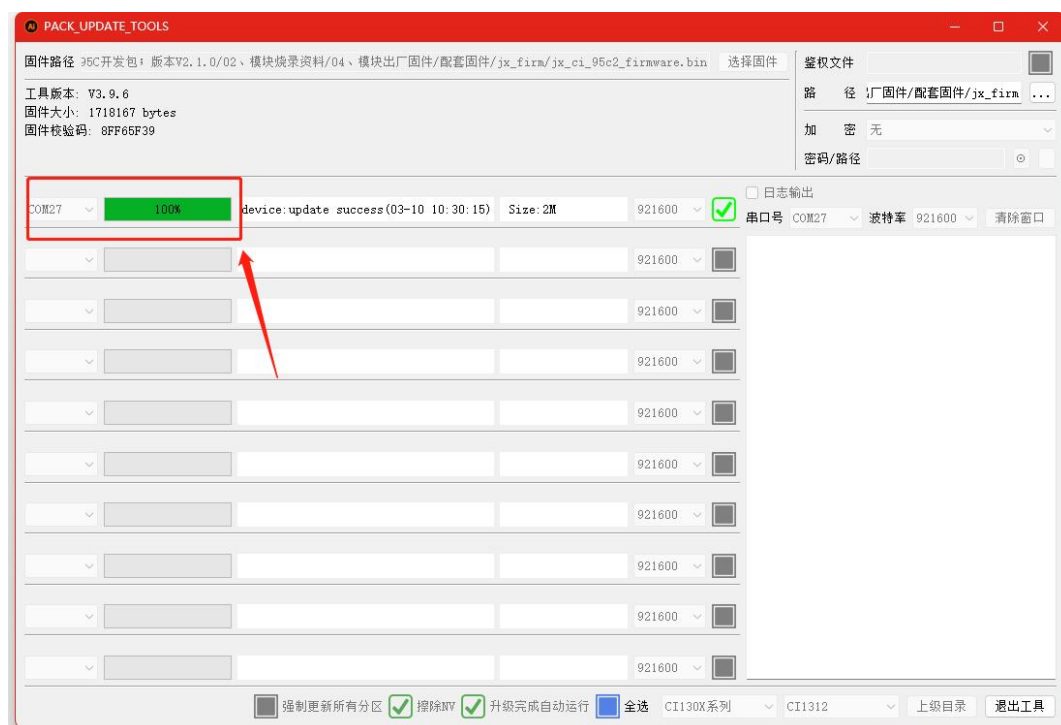 PACK_UPDATE_TOOLS
固件路径 95C开发包；版本V2.1.0/02、模块烧录资料/04、模块出厂固件/配套固件/jx_firm/jx_ci_95c2_firmware.bin 选择固件
工具版本: V3.9.6
固件大小: 1718167 bytes
固件校验码: 8FF65F39
鉴权文件
路 径 出厂固件/配套固件/jx_firm ...
加 密 无
密码/路径
COM27 100% device:update success(03-10 10:30:15) Size:2M 921600
921600
921600
921600
921600
921600
921600
921600
921600
921600
日志输出
串口号 COM27 波特率 921600 清除窗口
强制更新所有分区 擦除NV 升级完成自动运行 全选 CI130X系列 CI1312 上级目录 退出工具